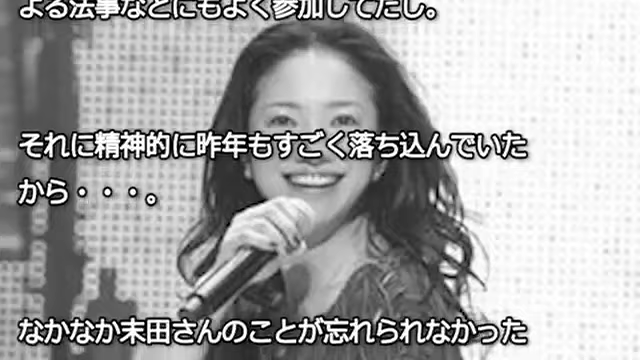 よる法事などにもよく参加してたし。
それに精神的に昨年もすごく落ち込んでいた
から・・・。
なかなか末田さんのことが忘れられなかった